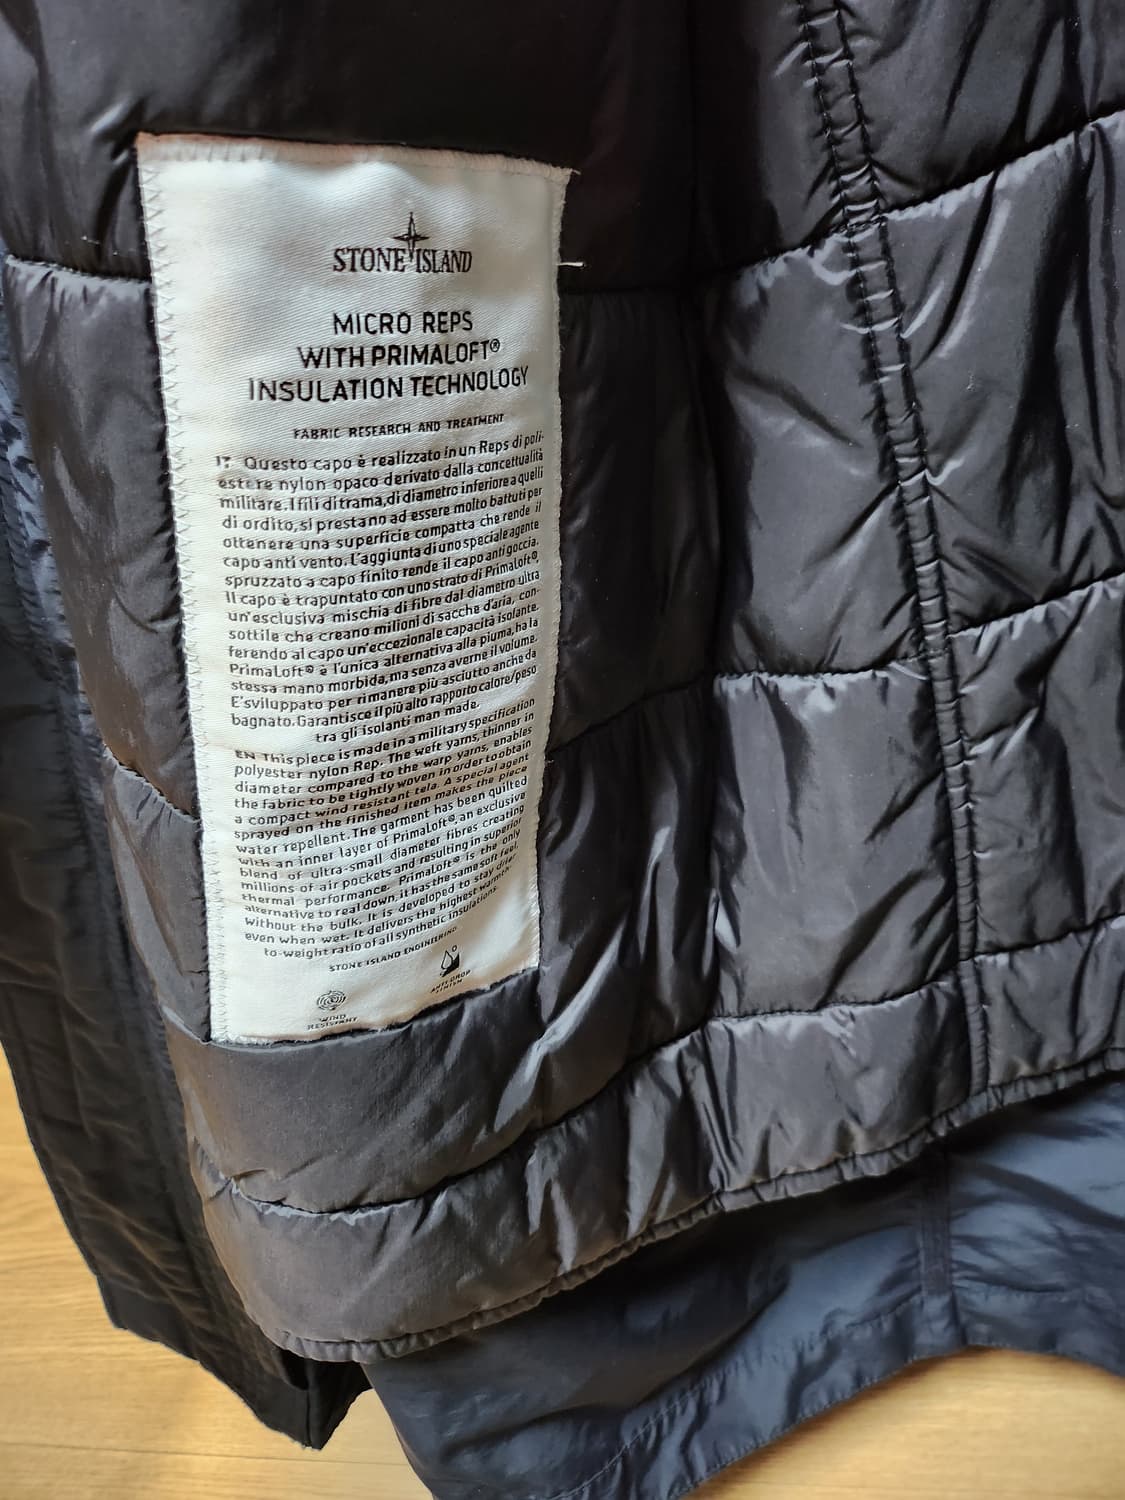 STONE ISLAND
MICRO REPS
WITH PRIMALOFT®
INSULATION TECHNOLOGY
FABRIC RESEARCH AND TREATMENT
IT Questo capo è realizzato in un Reps di poli-
estere nylon opaco derivato dalla concettualità
militare. I fili di trama, di diametro inferiore a quelli
di ordito, si prestano ad essere molto battuti per
ottenere una superficie compatta che rende il
capo anti vento. L'aggiunta di uno speciale agente
spruzzato a capo finito rende il capo anti goccia.
Il capo è trapuntato con uno strato di Primaloft®,
un'esclusiva mischia di fibre dal diametro ultra
sottile che creano milioni di sacche d'aria, con-
ferendo al capo un'eccezionale capacità isolante.
PrimaLoft® è l'unica alternativa alla piuma, ha la
stessa mano morbida, ma senza averne il volume.
E' sviluppato per rimanere più asciutto anche da
bagnato. Garantisce il più alto rapporto calore/peso
tra gli isolanti man made.
EN This piece is made in a military specification
polyester nylon Rep. The weft yarns, thinner in
diameter compared to the warp yarns, enables
the fabric to be tightly woven in order to obtain
a compact wind resistant tela. A special agent
sprayed on the finished item makes the piece
water repellent. The garment has been quilted
with an inner layer of PrimaLoft®, an exclusive
blend of ultra-small diameter fibres creating
millions of air pockets and resulting in superior
thermal performance. PrimaLoft® is the only
alternative to real down, it has the same soft feel,
without the bulk. It is developed to stay drier
even when wet. It delivers the highest warmth-
to-weight ratio of all synthetic insulations.
STONE ISLAND ENGINEERING
ANTI DROP
FINISH
WIND
RESISTANT